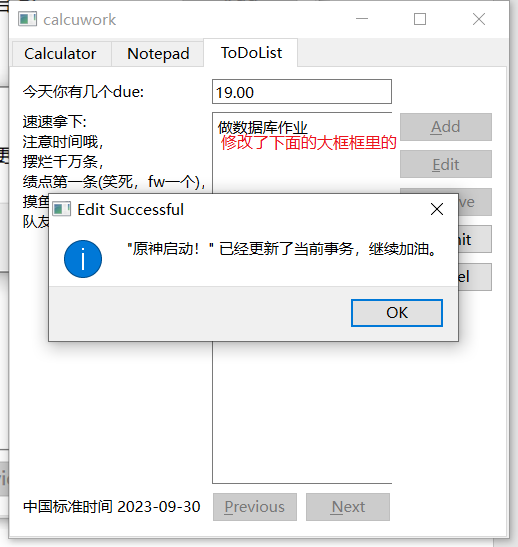 calcuwork
Calculator Notepad ToDoList
今天你有几个due: 19.00
速速拿下:
注意时间哦，
摆烂千万条，
绩点第一条(笑死，fw一个)，
摸鱼
队友
做数据库作业
修改了下面的大框框里的
Add
Edit
Edit Successful
"原神启动！" 已经更新了当前事务，继续加油。
OK
中国标准时间 2023-09-30
Previous Next